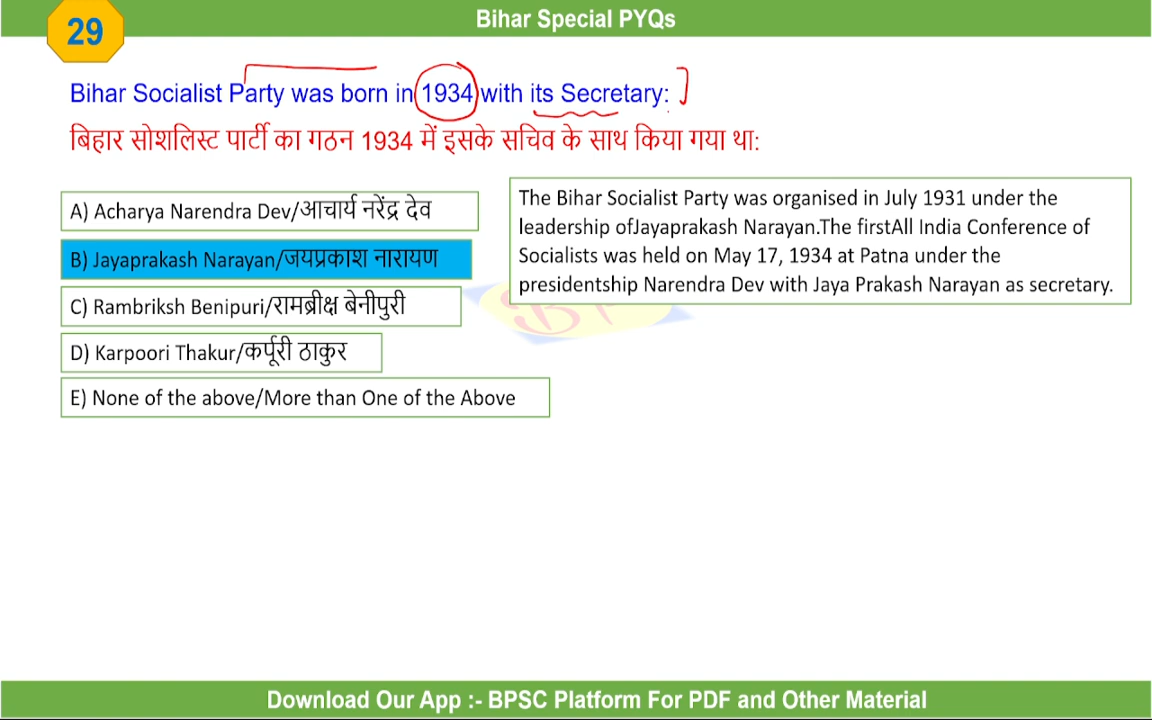 Bihar Special PYQs
29
Bihar Socialist Party was born in 1934 with its Secretary:
बिहार सोशलिस्ट पार्टी का गठन 1934 में इसके सचिव के साथ किया गया था:
A) Acharya Narendra Dev/आचार्य नरेंद्र देव
B) Jayaprakash Narayan/जयप्रकाश नारायण
C) Rambriksh Benipuri/रामब्रीक्ष बेनीपुरी
D) Karpoori Thakur/कर्पूरी ठाकुर
E) None of the above/More than One of the Above
The Bihar Socialist Party was organised in July 1931 under the
leadership ofJayaprakash Narayan.The firstAll India Conference of
Socialists was held on May 17, 1934 at Patna under the
presidentship Narendra Dev with Jaya Prakash Narayan as secretary.
Download Our App :- BPSC Platform For PDF and Other Material